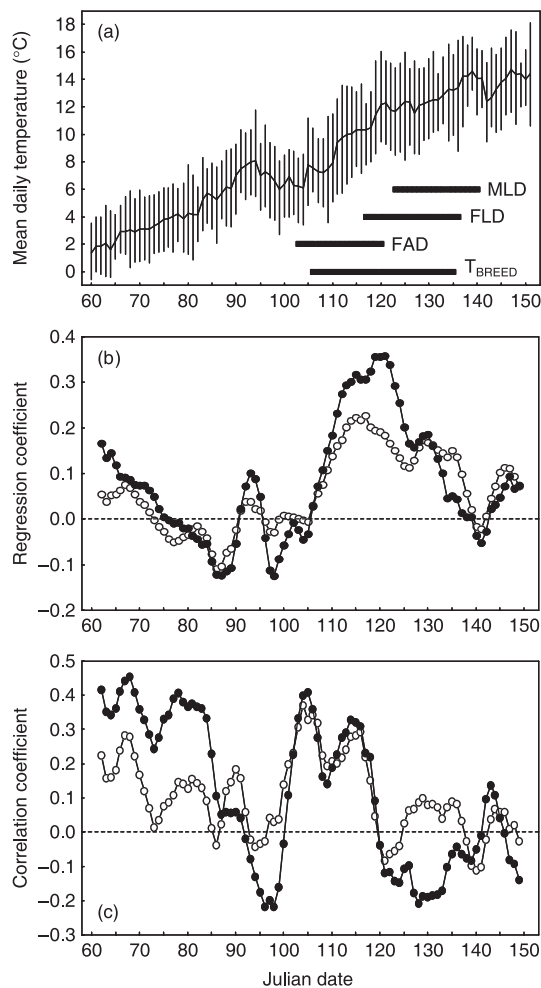 (a)
Mean daily temperature (°C)
18
16
14
12
10
8
6
4
2
0
MLD
FLD
FAD
T_BREED
60 70 80 90 100 110 120 130 140 150
(b)
Regression coefficient
0.4
0.3
0.2
0.1
0.0
−0.1
−0.2
60 70 80 90 100 110 120 130 140 150
Correlation coefficient
0.5
0.4
0.3
0.2
0.1
0.0
−0.1
−0.2
−0.3
(c)
60 70 80 90 100 110 120 130 140 150
Julian date